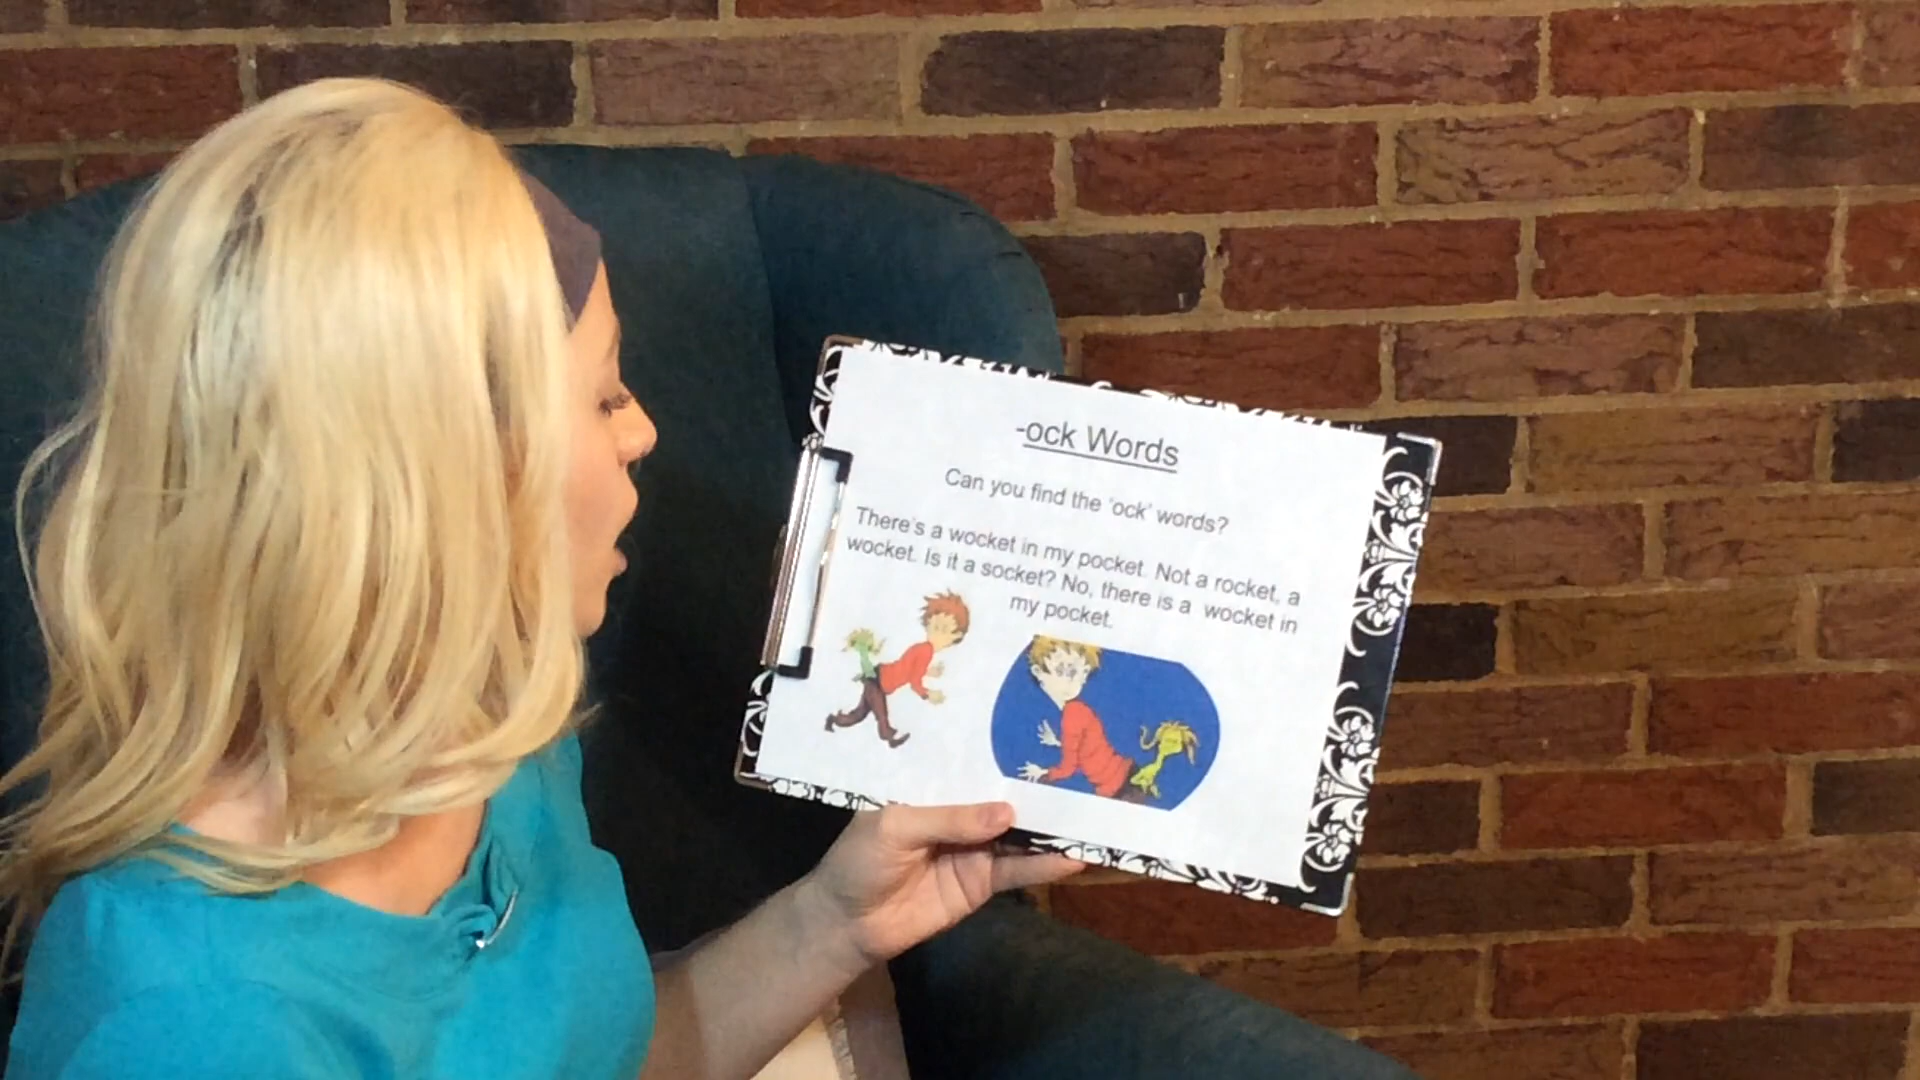 -ock Words
Can you find the 'ock' words?
There's a wocket in my pocket. Not a rocket, a
wocket. Is it a socket? No, there is a wocket in
my pocket.